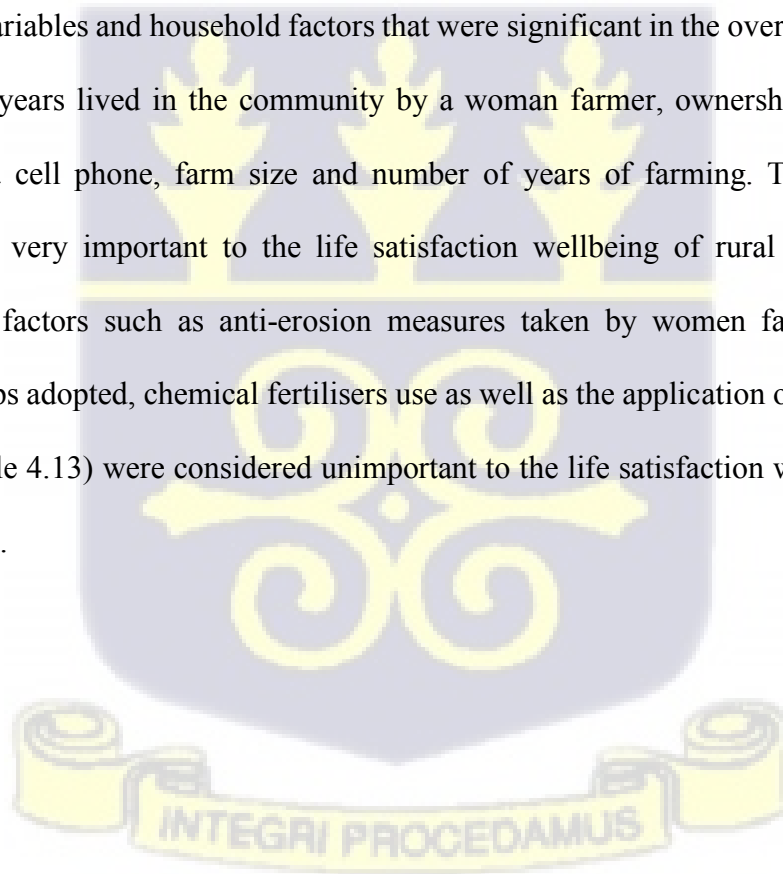 ariables and household factors that were significant in the over
years lived in the community by a woman farmer, ownersh
cell phone, farm size and number of years of farming. T
very important to the life satisfaction wellbeing of rural
factors such as anti-erosion measures taken by women fa
ps adopted, chemical fertilisers use as well as the application o
le 4.13) were considered unimportant to the life satisfaction w
.
INTEGRI PROCEDAMUS